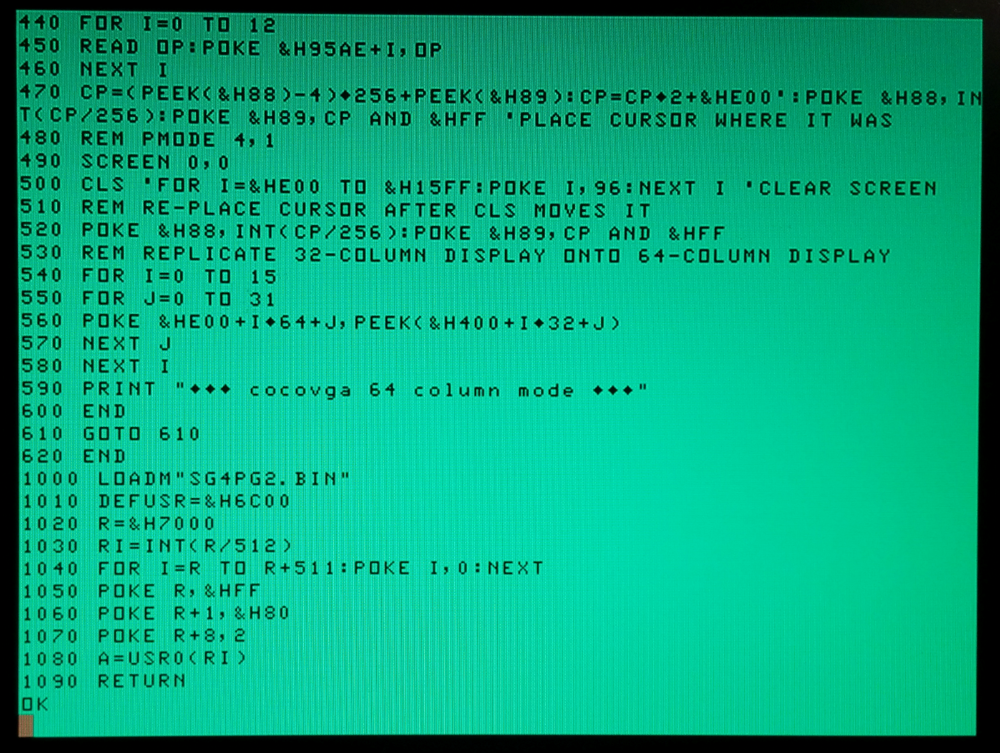 440 FOR I=0 TO 12
450 READ OP:POKE &H95AE+I,OP
460 NEXT I
470 CP=(PEEK(&H88)-4)*256+PEEK(&H89):CP=CP*2+&HE00':POKE &H88,IN
T(CP/256):POKE &H89,CP AND &HFF 'PLACE CURSOR WHERE IT WAS
480 REM PMODE 4,1
490 SCREEN 0,0
500 CLS 'FOR I=&HE00 TO &H15FF:POKE I,96:NEXT I 'CLEAR SCREEN
510 REM RE-PLACE CURSOR AFTER CLS MOVES IT
520 POKE &H88,INT(CP/256):POKE &H89,CP AND &HFF
530 REM REPLICATE 32-COLUMN DISPLAY ONTO 64-COLUMN DISPLAY
540 FOR I=0 TO 15
550 FOR J=0 TO 31
560 POKE &HE00+I*64+J,PEEK(&H400+I*32+J)
570 NEXT J
580 NEXT I
590 PRINT "*** cocovga 64 column mode ***"
600 END
610 GOTO 610
620 END
1000 LOADM"SG4PG2.BIN"
1010 DEFUSR=&H6C00
1020 R=&H7000
1030 RI=INT(R/512)
1040 FOR I=R TO R+511:POKE I,0:NEXT
1050 POKE R,&HFF
1060 POKE R+1,&H80
1070 POKE R+8,2
1080 A=USR0(RI)
1090 RETURN
OK